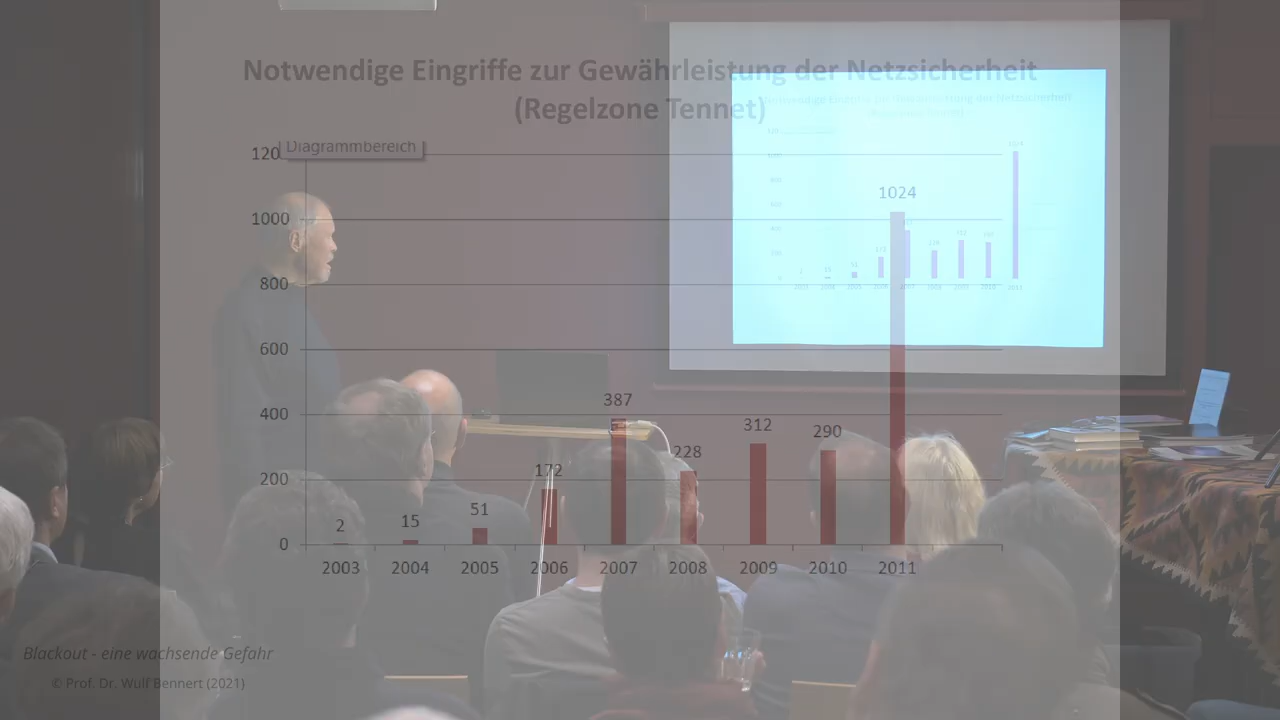 Notwendige Eingriffe zur Gewährleistung der Netzsicherheit
(Regelzone Tennet)
Diagrammbereich
120
1000
800
600
400
200
0
2
15
51
172
387
228
312
290
1024
2003 2004 2005 2006 2007 2008 2009 2010 2011
Blackout - eine wachsende Gefahr
© Prof. Dr. Wulf Bennert (2021)